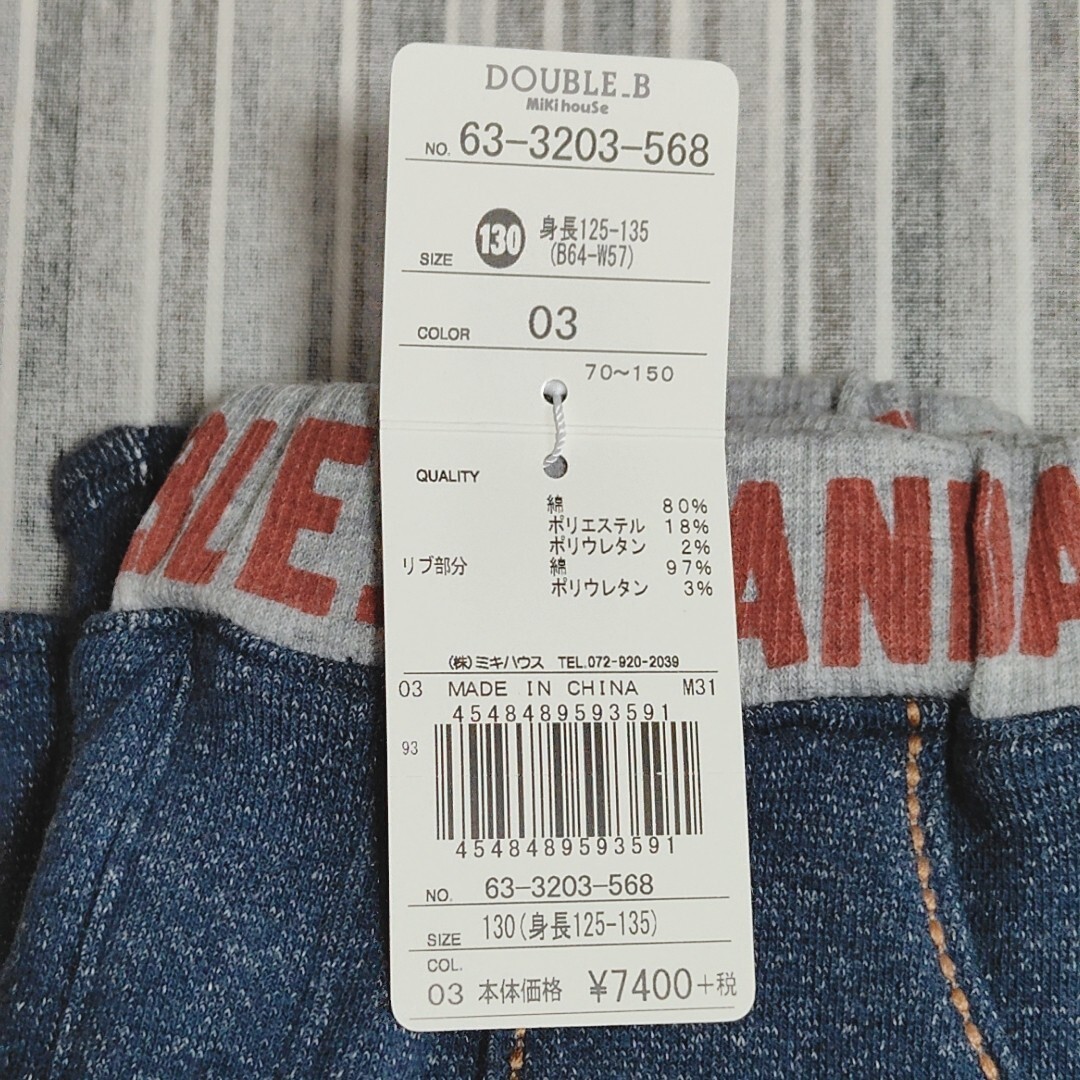 DOUBLE_B
MiKi houSe
NO. 63-3203-568
SIZE 130 身長125-135
(B64-W57)
COLOR 03
70〜150
QUALITY
綿 80%
ポリエステル 18%
ポリウレタン 2%
リブ部分 綿 97%
ポリウレタン 3%
(株)ミキハウス TEL.072-920-2039
03 MADE IN CHINA M31
4548489593591
93
4548489593591
NO. 63-3203-568
SIZE 130(身長125-135)
COL.
03 本体価格 ¥7400+税
BLE_ ANDA